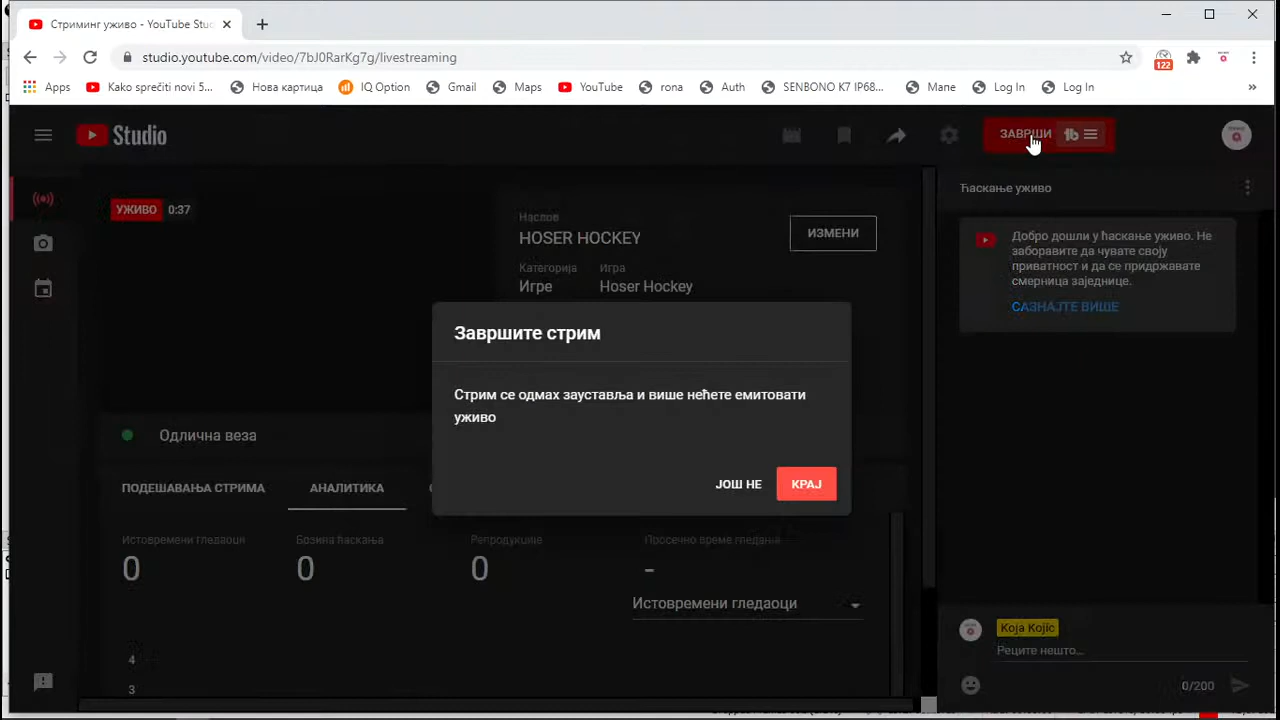 Стриминг уживо - YouTube Stu
studio.youtube.com/video/7bJ0RarKg7g/livestreaming
122
Apps
Kako sprečiti novi 5...
Нова картица
IQ Option
Gmail
Maps
YouTube
rona
Auth
SENBONO K7 IP68...
Mane
Log In
Log In
»
Studio
ЗАВРШИ
УЖИВО 0:37
Наслов
HOSER HOCKEY
ИЗМЕНИ
Категорија Игра
Игре Hoser Hockey
Ћаскање уживо
Добро дошли у ћаскање уживо. Не
заборавите да чувате своју
приватност и да се придржавате
смерница заједнице.
САЗНАЈТЕ ВИШЕ
Завршите стрим
Стрим се одмах зауставља и више нећете емитовати
уживо
ЈОШ НЕ КРАЈ
Одлична веза
ПОДЕШАВАЊА СТРИМА АНАЛИТИКА
Истовремени гледаоци Брзина ћаскања Репродукције Просечно време гледања
0 0 0 -
Истовремени гледаоци
4
3
Која Kojic
Реците нешто...
0/200